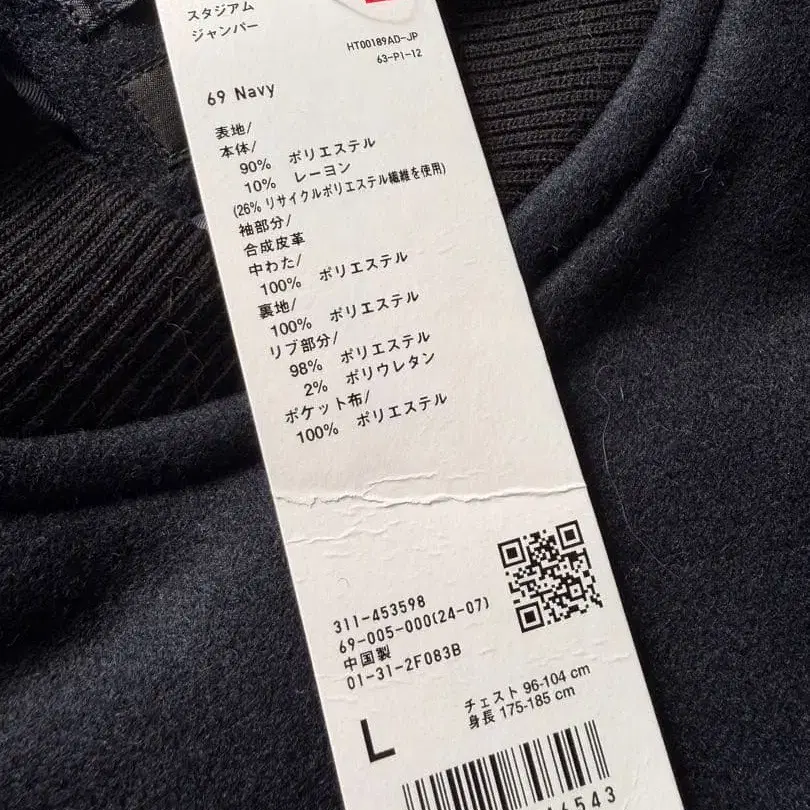 スタジアム
ジャンパー
HT00189AD-JP
63-P1-12
69 Navy
表地/
本体/
90% ポリエステル
10% レーヨン
(26% リサイクルポリエステル繊維を使用)
袖部分/
合成皮革
中わた/
100% ポリエステル
裏地/
100% ポリエステル
リブ部分/
98% ポリエステル
2% ポリウレタン
ポケット布/
100% ポリエステル
311-453598
69-005-000(24-07)
中国製
01-31-2F083B
L
チェスト 96-104 cm
身長 175-185 cm